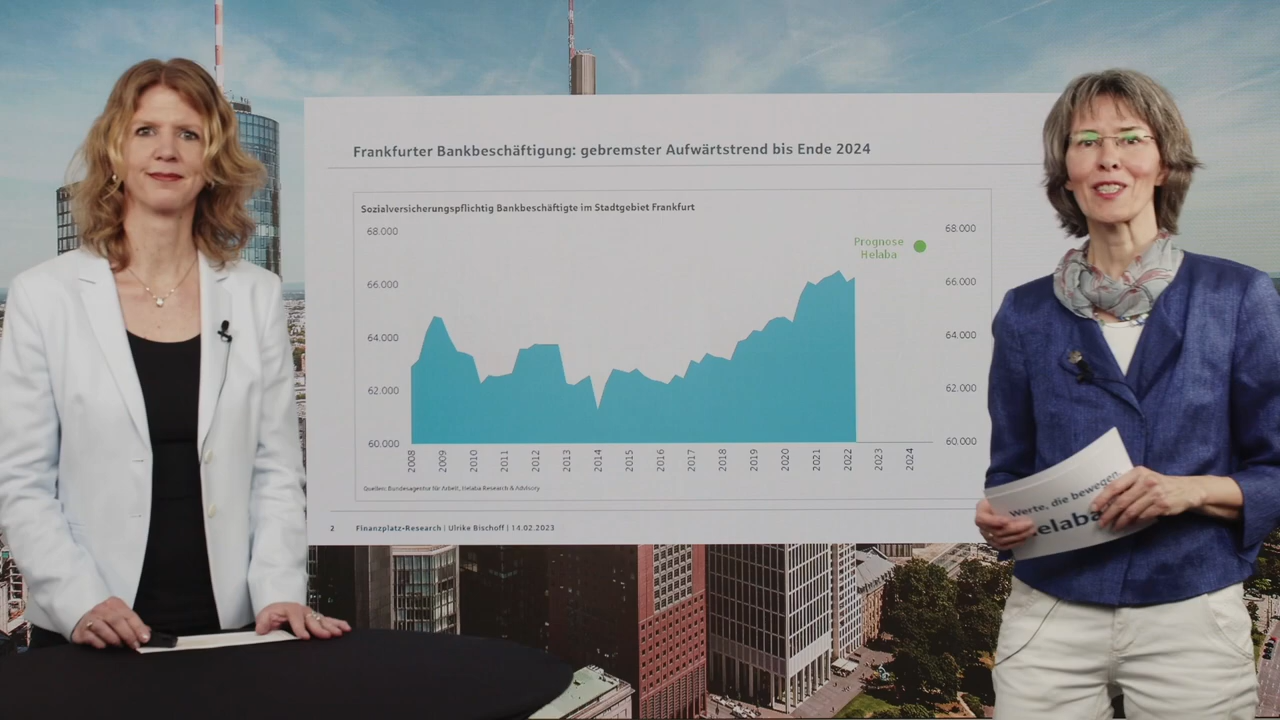 Frankfurter Bankbeschäftigung: gebremster Aufwärtstrend bis Ende 2024
Sozialversicherungspflichtig Bankbeschäftigte im Stadtgebiet Frankfurt
68.000
66.000
64.000
62.000
60.000
Prognose
Helaba
68.000
66.000
64.000
62.000
60.000
2008 2009 2010 2011 2012 2013 2014 2015 2016 2017 2018 2019 2020 2021 2022 2023 2024
Quellen: Bundesagentur für Arbeit, Helaba Research & Advisory
2 Finanzplatz-Research | Ulrike Bischoff | 14.02.2023
Werte, die bewegen.
elaba